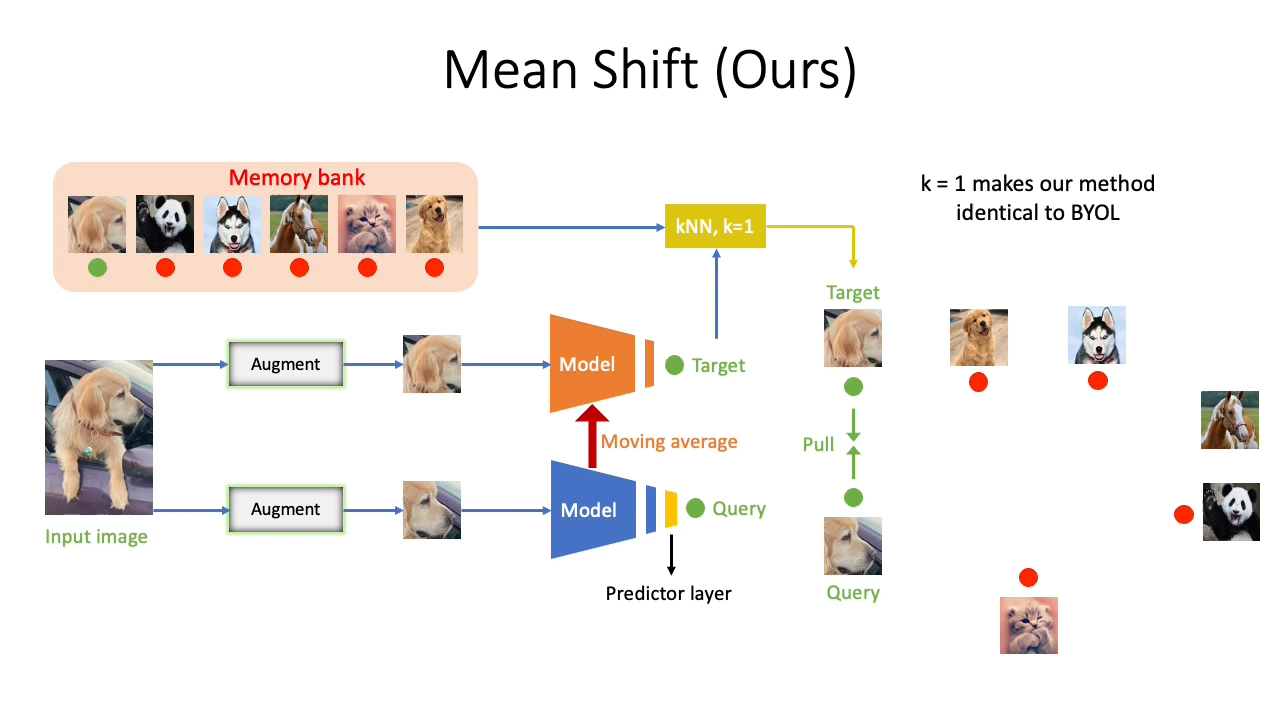 Mean Shift (Ours)
Memory bank
kNN, k=1
k = 1 makes our method
identical to BYOL
Target
Augment
Model
Target
Moving average
Pull
Augment
Model
Query
Input image
Predictor layer
Query